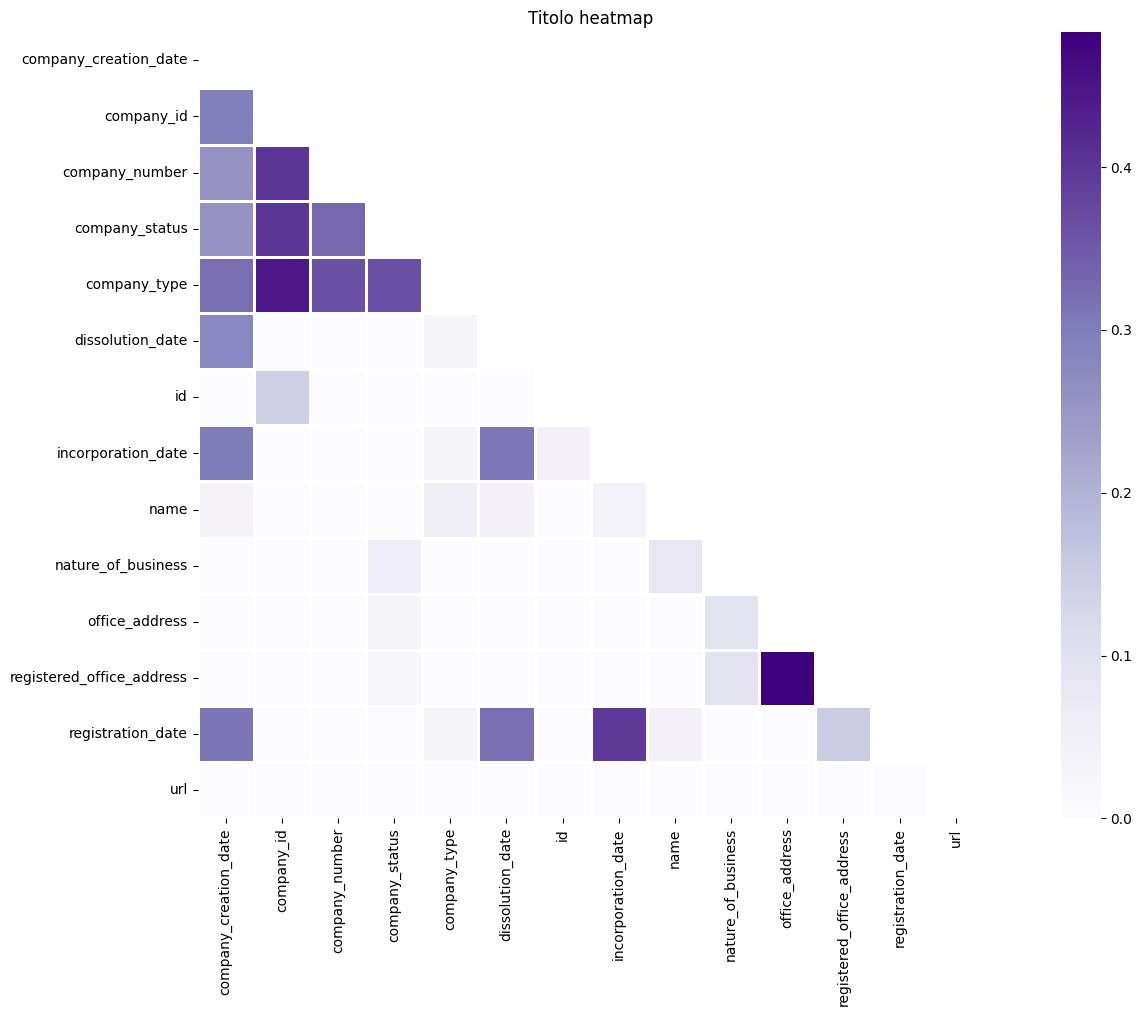 Titolo heatmap
company_creation_date
company_id
company_number
company_status
company_type
dissolution_date
id
incorporation_date
name
nature_of_business
office_address
registered_office_address
registration_date
url
0.4
0.3
0.2
0.1
0.0
company_creation_date
company_id
company_number
company_status
company_type
dissolution_date
id
incorporation_date
name
nature_of_business
office_address
registered_office_address
registration_date
url